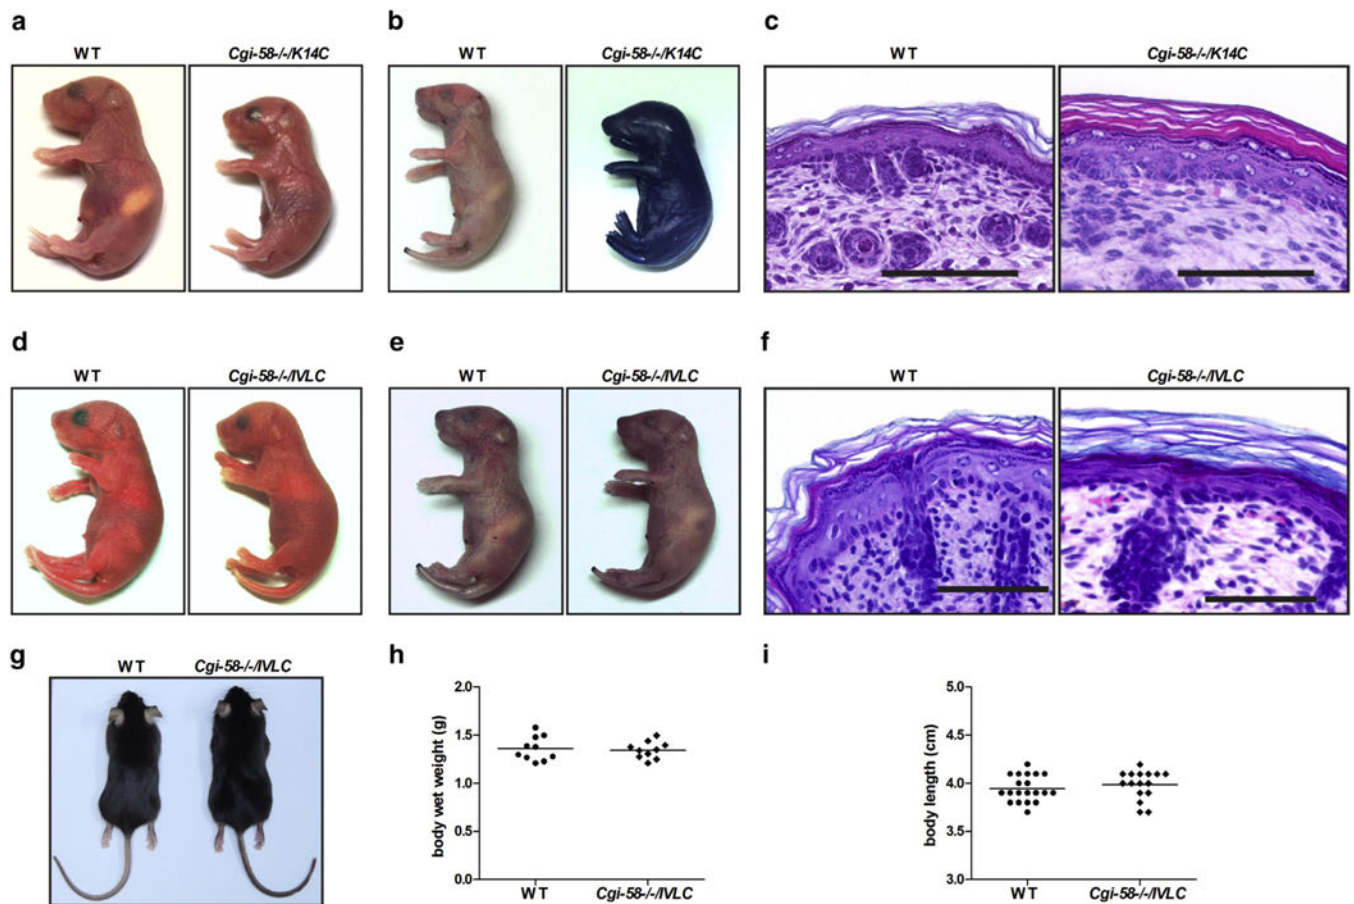 a
WT
Cgi-58-/-/K14C
b
WT
Cgi-58-/-/K14C
c
WT
Cgi-58-/-/K14C
d
WT
Cgi-58-/-/IVLC
e
WT
Cgi-58-/-/IVLC
f
WT
Cgi-58-/-/IVLC
g
WT
Cgi-58-/-/IVLC
h
body wet weight (g)
2.0
1.5
1.0
0.5
0.0
WT
Cgi-58-/-/IVLC
i
body length (cm)
5.0
4.5
4.0
3.5
3.0
WT
Cgi-58-/-/IVLC